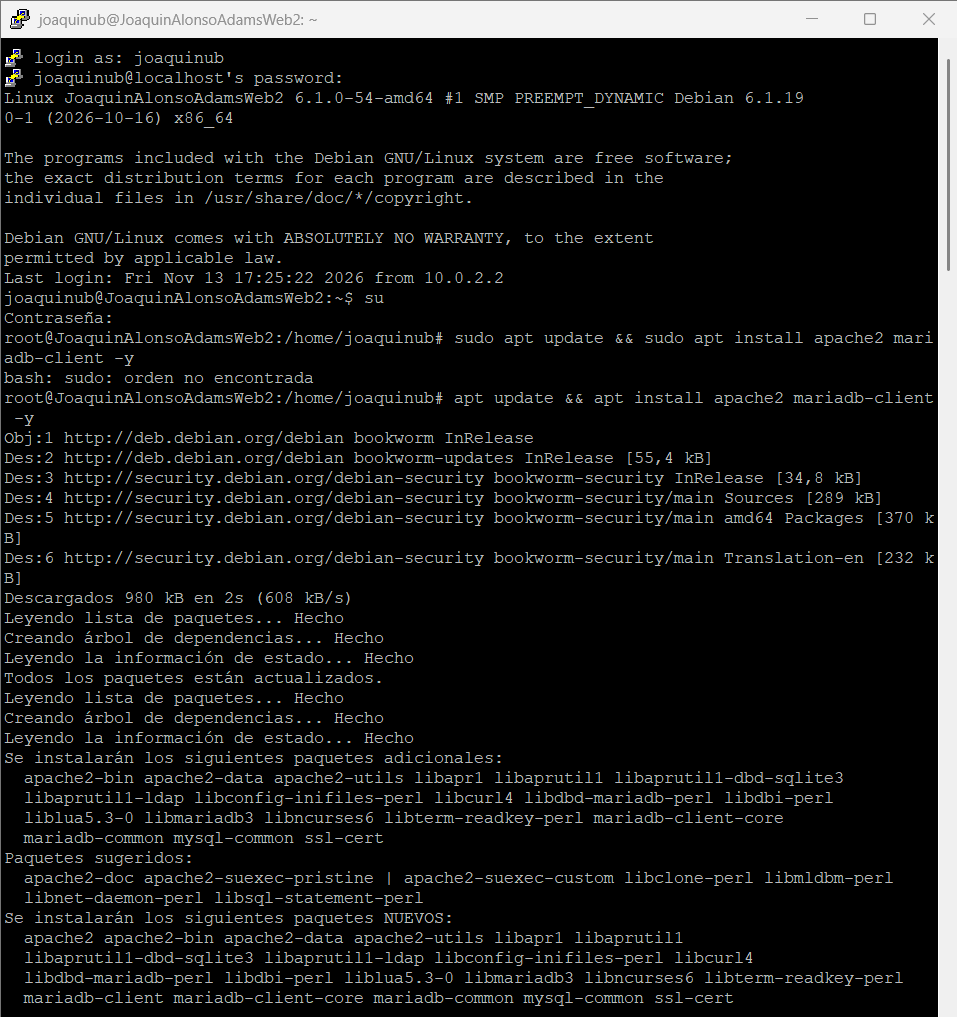 joaquinub@JoaquinAlonsoAdamsWeb2: ~
login as: joaquinub
joaquinub@localhost's password:
Linux JoaquinAlonsoAdamsWeb2 6.1.0-54-amd64 #1 SMP PREEMPT_DYNAMIC Debian 6.1.19
0-1 (2026-10-16) x86_64
The programs included with the Debian GNU/Linux system are free software;
the exact distribution terms for each program are described in the
individual files in /usr/share/doc/*/copyright.
Debian GNU/Linux comes with ABSOLUTELY NO WARRANTY, to the extent
permitted by applicable law.
Last login: Fri Nov 13 17:25:22 2026 from 10.0.2.2
joaquinub@JoaquinAlonsoAdamsWeb2:~$ su
Contraseña:
root@JoaquinAlonsoAdamsWeb2:/home/joaquinub# sudo apt update && sudo apt install apache2 mari
adb-client -y
bash: sudo: orden no encontrada
root@JoaquinAlonsoAdamsWeb2:/home/joaquinub# apt update && apt install apache2 mariadb-client
-y
Obj:1 http://deb.debian.org/debian bookworm InRelease
Des:2 http://deb.debian.org/debian bookworm-updates InRelease [55,4 kB]
Des:3 http://security.debian.org/debian-security bookworm-security InRelease [34,8 kB]
Des:4 http://security.debian.org/debian-security bookworm-security/main Sources [289 kB]
Des:5 http://security.debian.org/debian-security bookworm-security/main amd64 Packages [370 k
B]
Des:6 http://security.debian.org/debian-security bookworm-security/main Translation-en [232 k
B]
Descargados 980 kB en 2s (608 kB/s)
Leyendo lista de paquetes... Hecho
Creando árbol de dependencias... Hecho
Leyendo la información de estado... Hecho
Todos los paquetes están actualizados.
Leyendo lista de paquetes... Hecho
Creando árbol de dependencias... Hecho
Leyendo la información de estado... Hecho
Se instalarán los siguientes paquetes adicionales:
apache2-bin apache2-data apache2-utils libapr1 libaprutil1 libaprutil1-dbd-sqlite3
libaprutil1-ldap libconfig-inifiles-perl libcurl4 libdbd-mariadb-perl libdbi-perl
liblua5.3-0 libmariadb3 libncurses6 libterm-readkey-perl mariadb-client-core
mariadb-common mysql-common ssl-cert
Paquetes sugeridos:
apache2-doc apache2-suexec-pristine | apache2-suexec-custom libclone-perl libmldbm-perl
libnet-daemon-perl libsql-statement-perl
Se instalarán los siguientes paquetes NUEVOS:
apache2 apache2-bin apache2-data apache2-utils libapr1 libaprutil1
libaprutil1-dbd-sqlite3 libaprutil1-ldap libconfig-inifiles-perl libcurl4
libdbd-mariadb-perl libdbi-perl liblua5.3-0 libmariadb3 libncurses6 libterm-readkey-perl
mariadb-client mariadb-client-core mariadb-common mysql-common ssl-cert